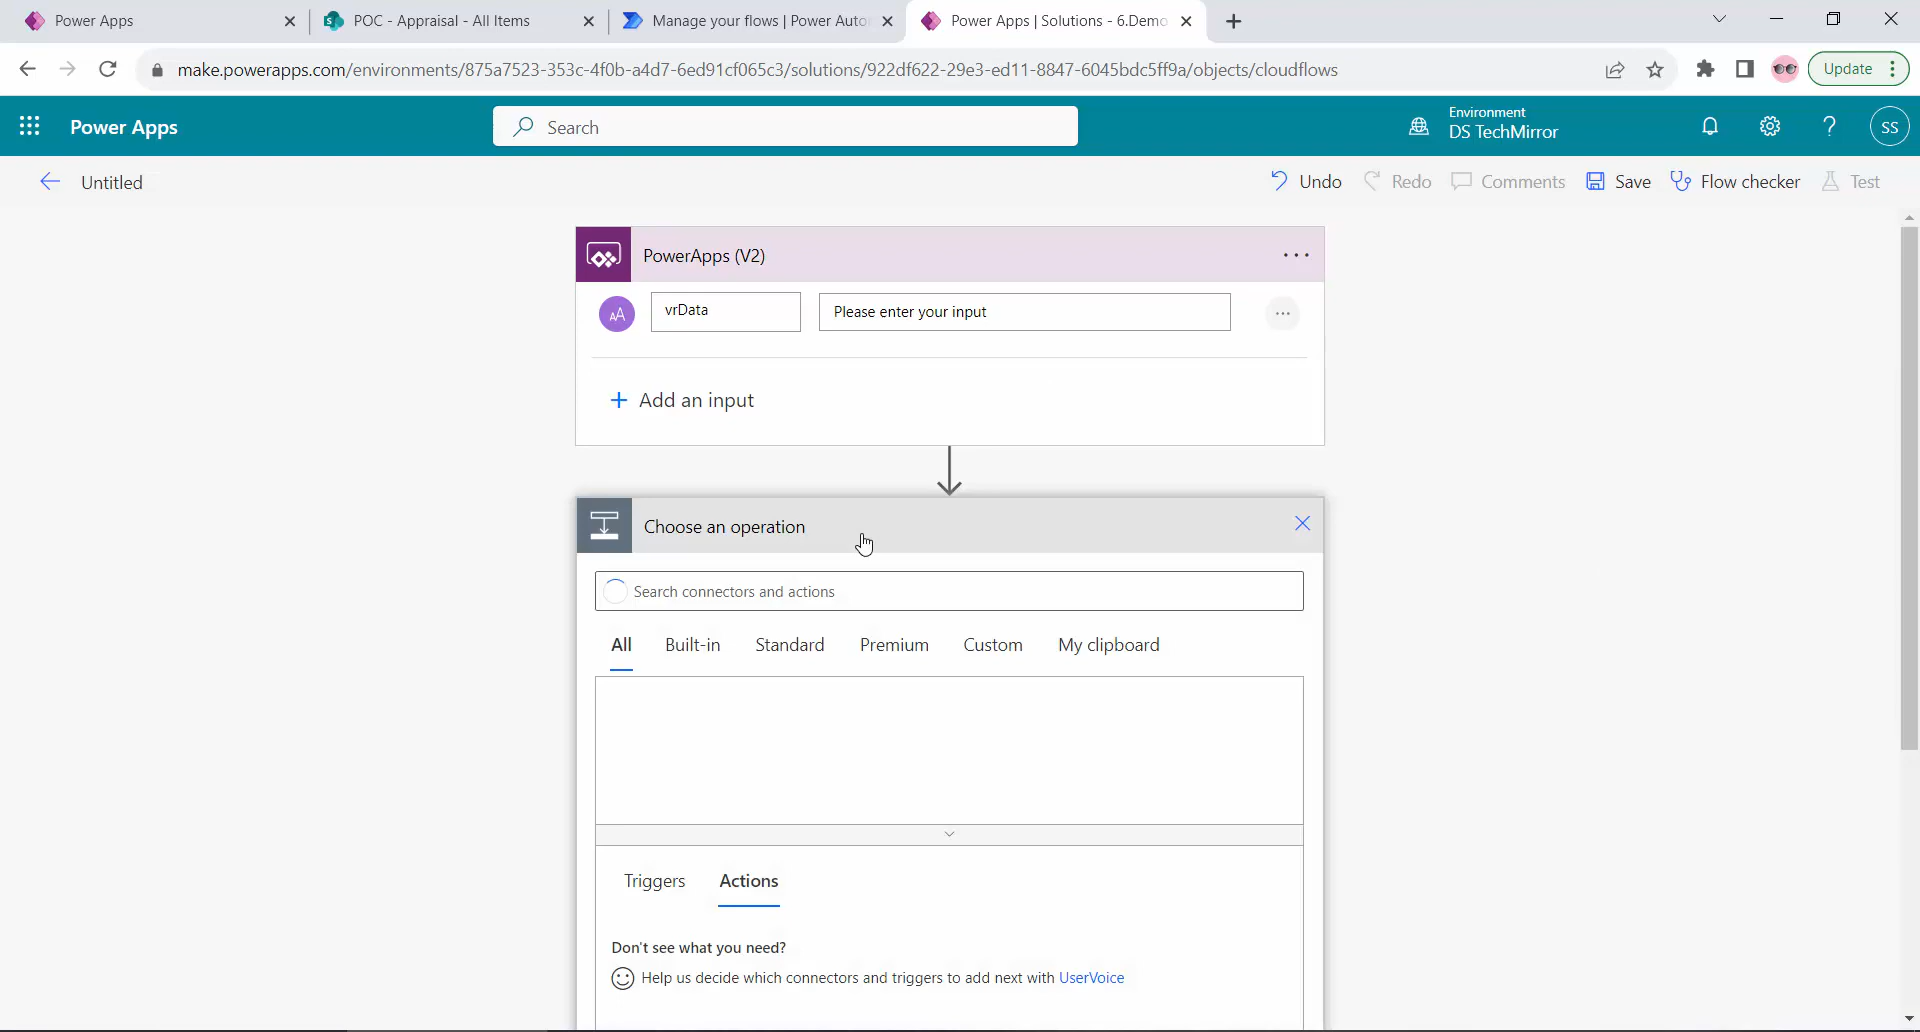 Power Apps
POC - Appraisal - All Items
Manage your flows | Power Auto
Power Apps | Solutions - 6.Demo
make.powerapps.com/environments/875a7523-353c-4f0b-a4d7-6ed91cf065c3/solutions/922df622-29e3-ed11-8847-6045bdc5ff9a/objects/cloudflows
Update
Power Apps
Search
Environment
DS TechMirror
?
SS
Untitled
Undo
Redo
Comments
Save
Flow checker
Test
PowerApps (V2)
AA
vrData
Please enter your input
Add an input
Choose an operation
Search connectors and actions
All
Built-in
Standard
Premium
Custom
My clipboard
Triggers
Actions
Don't see what you need?
Help us decide which connectors and triggers to add next with UserVoice